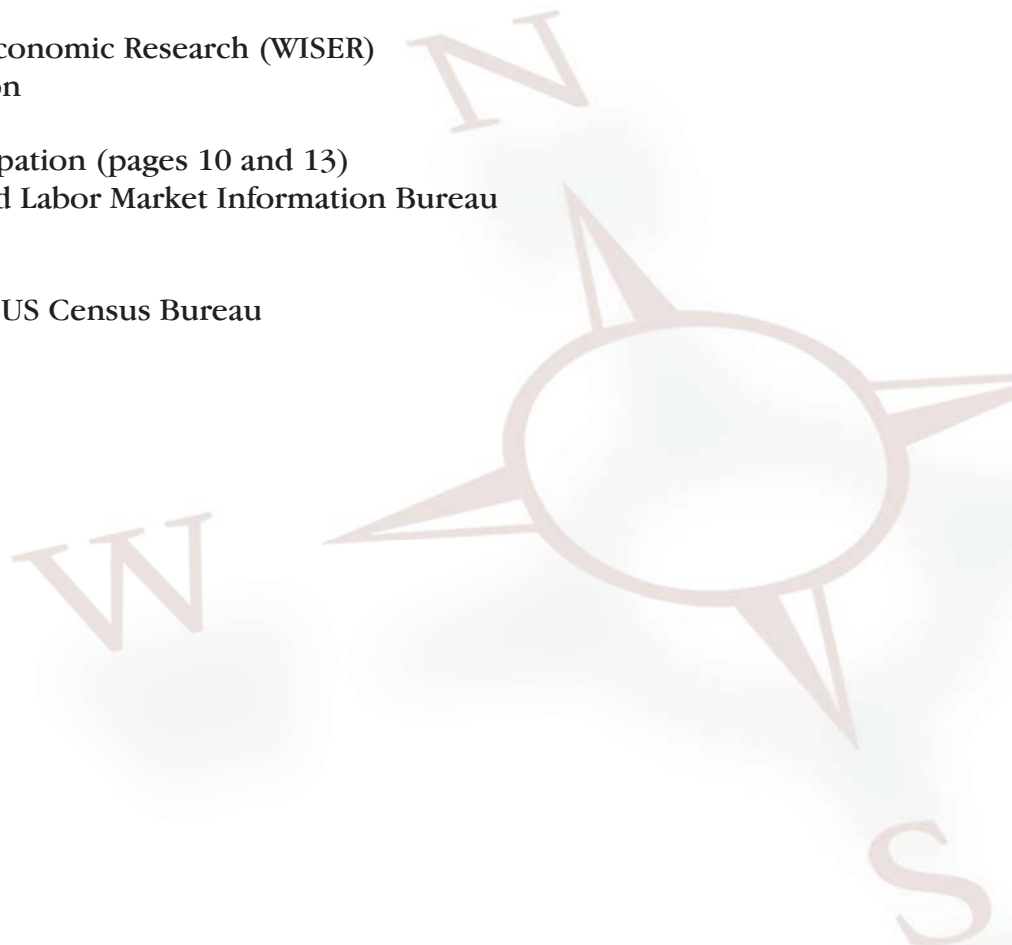 conomic Research (WISER)
on
pation (pages 10 and 13)
d Labor Market Information Bureau
US Census Bureau
N
W
S